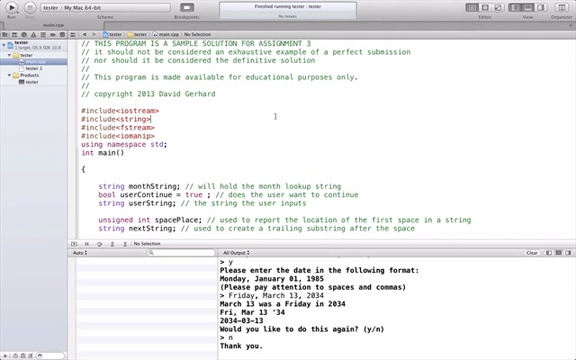 tester My Mac 64-bit
Finished running tester : tester
No Issues
Run
Stop
Scheme
Breakpoints
main.cpp
tester
1 target, OS X SDK 10.8
tester
main.cpp
tester.1
Products
tester
tester tester main.cpp No Selection
// THIS PROGRAM IS A SAMPLE SOLUTION FOR ASSIGNMENT 3
// it should not be considered an exhaustive example of a perfect submission
// nor should it be considered the definitive solution
//
// This program is made available for educational purposes only.
//
// copyright 2013 David Gerhard
#include<iostream>
#include<string>
#include<fstream>
#include<iomanip>
using namespace std;
int main()
{
string monthString; // will hold the month lookup string
bool userContinue = true ; // does the user want to continue
string userString; // the string the user inputs
unsigned int spacePlace; // used to report the location of the first space in a string
string nextString; // used to create a trailing substring after the space
No Selection
Auto
All Output
Clear
> y
Please enter the date in the following format:
Monday, January 01, 1985
(Please pay attention to spaces and commas)
> Friday, March 13, 2034
March 13 was a Friday in 2034
Fri, Mar 13 '34
2034-03-13
Would you like to do this again? (y/n)
> n
Thank you.